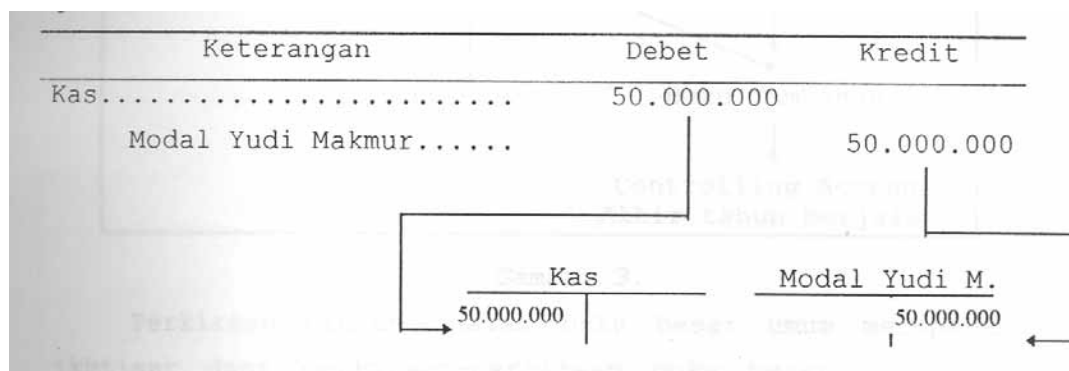 Keterangan Debet Kredit
Kas.......................... 50.000.000
Modal Yudi Makmur...... 50.000.000
Kas Modal Yudi M.
50.000.000 50.000.000